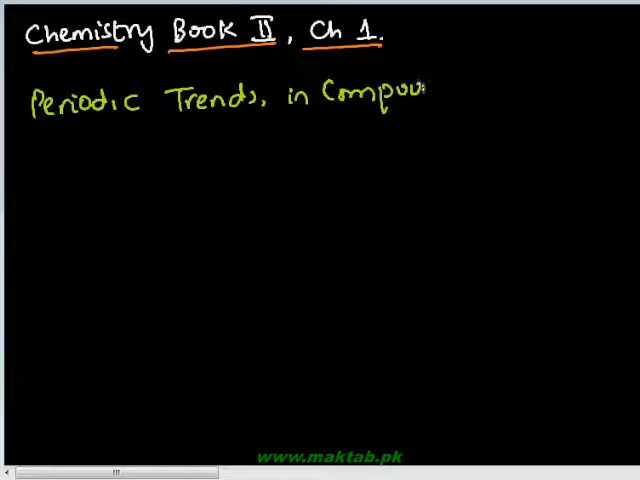 Chemistry Book II, Ch 1.
Periodic Trends, in Compou
www.maktab.pk